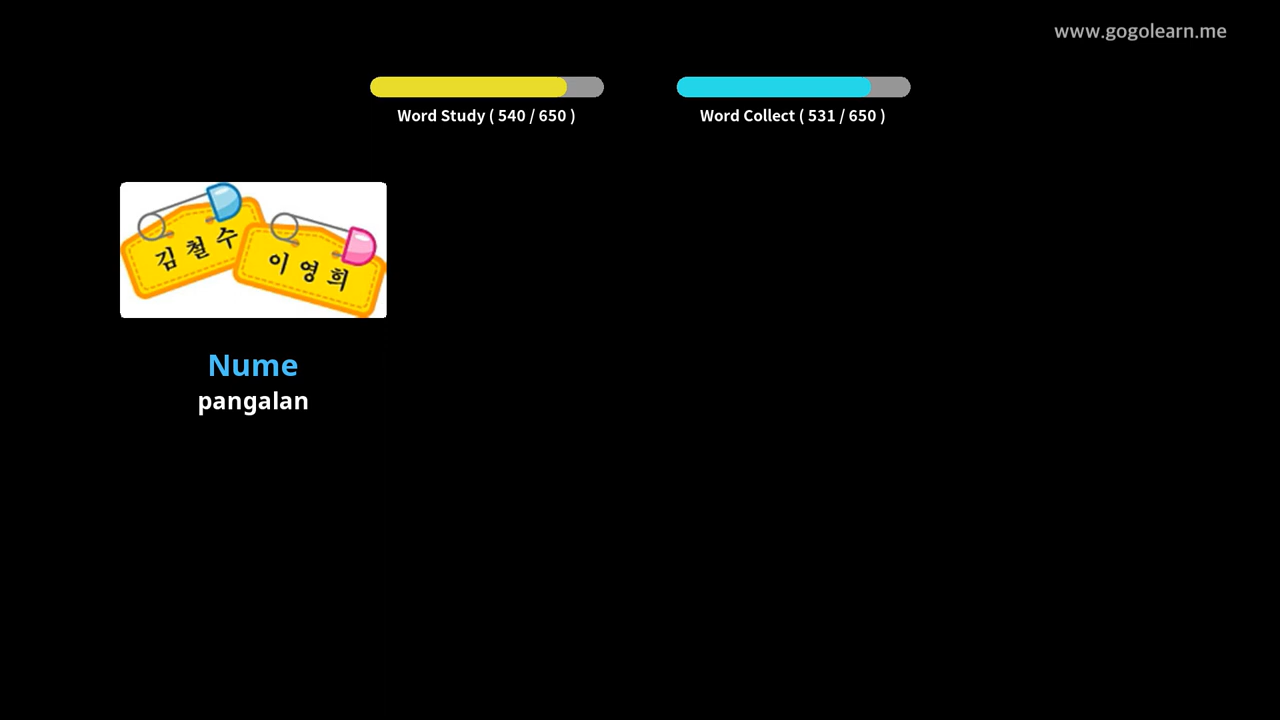 www.gogolearn.me
Word Study ( 540 / 650 )
Word Collect ( 531 / 650 )
김철수
이영희
Nume
pangalan